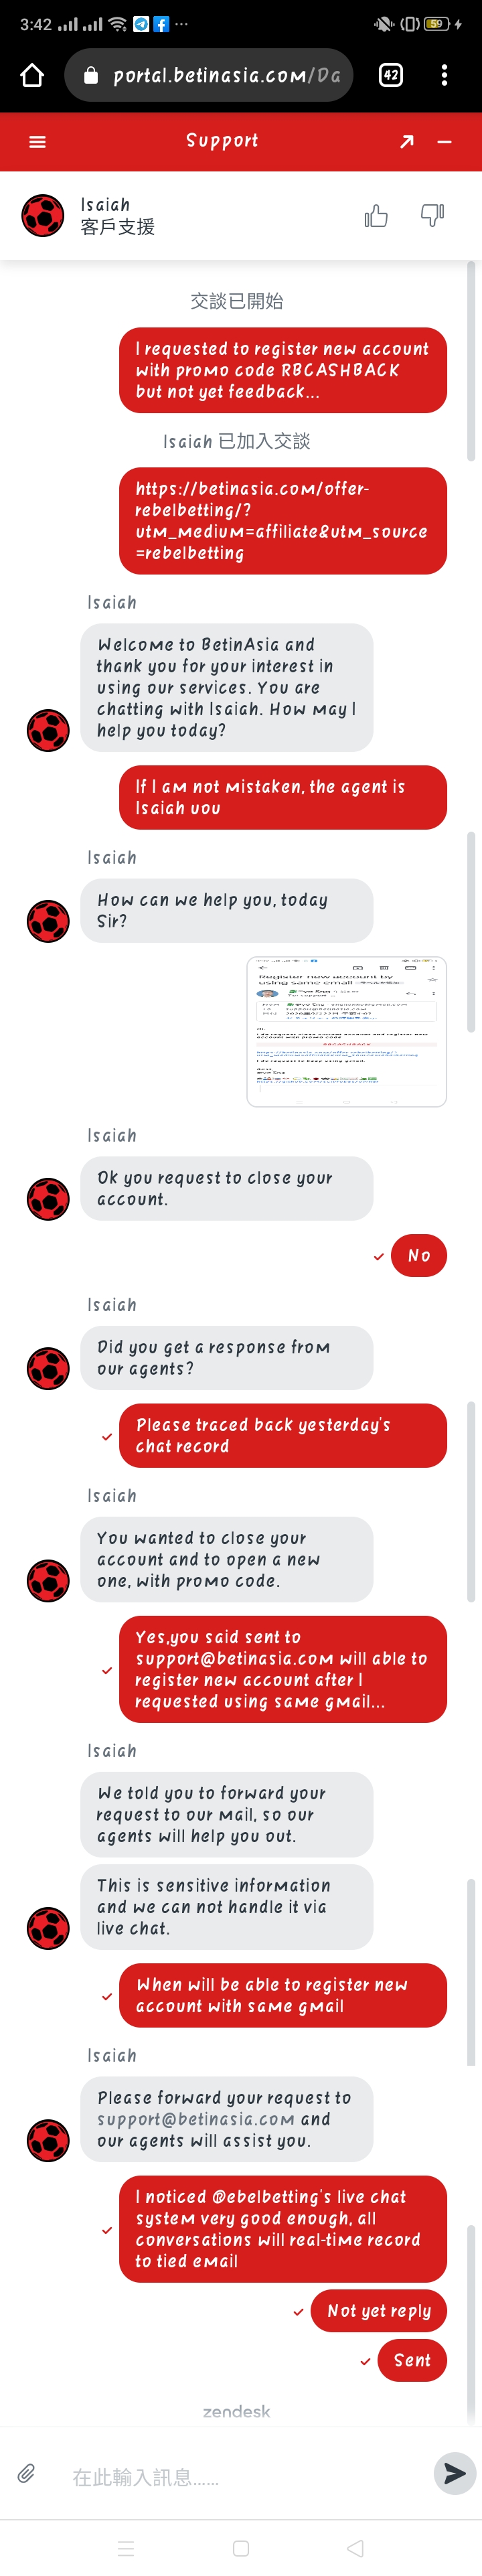 3:42
59
portal.betinasia.com/Da
42
Support
Isaiah
客戶支援
交談已開始
I requested to register new account
with promo code RBCASHBACK
but not yet feedback...
Isaiah 已加入交談
https://betinasia.com/offer-
rebelbetting/?
utm_medium=affiliate&utm_source
=rebelbetting
Isaiah
Welcome to BetinAsia and
thank you for your interest in
using our services. You are
chatting with Isaiah. How may I
help you today?
If I am not mistaken, the agent is
Isaiah uou
Isaiah
How can we help you, today
Sir?
Register new account by
using same email
Isaiah
Ok you request to close your
account.
No
Isaiah
Did you get a response from
our agents?
Please traced back yesterday's
chat record
Isaiah
You wanted to close your
account and to open a new
one, with promo code.
Yes,you said sent to
support@betinasia.com will able to
register new account after I
requested using same gmail...
Isaiah
We told you to forward your
request to our mail, so our
agents will help you out.
This is sensitive information
and we can not handle it via
live chat.
When will be able to register new
account with same gmail
Isaiah
Please forward your request to
support@betinasia.com and
our agents will assist you.
I noticed @ebelbetting's live chat
system very good enough, all
conversations will real-time record
to tied email
Not yet reply
Sent
zendesk
在此輸入訊息......